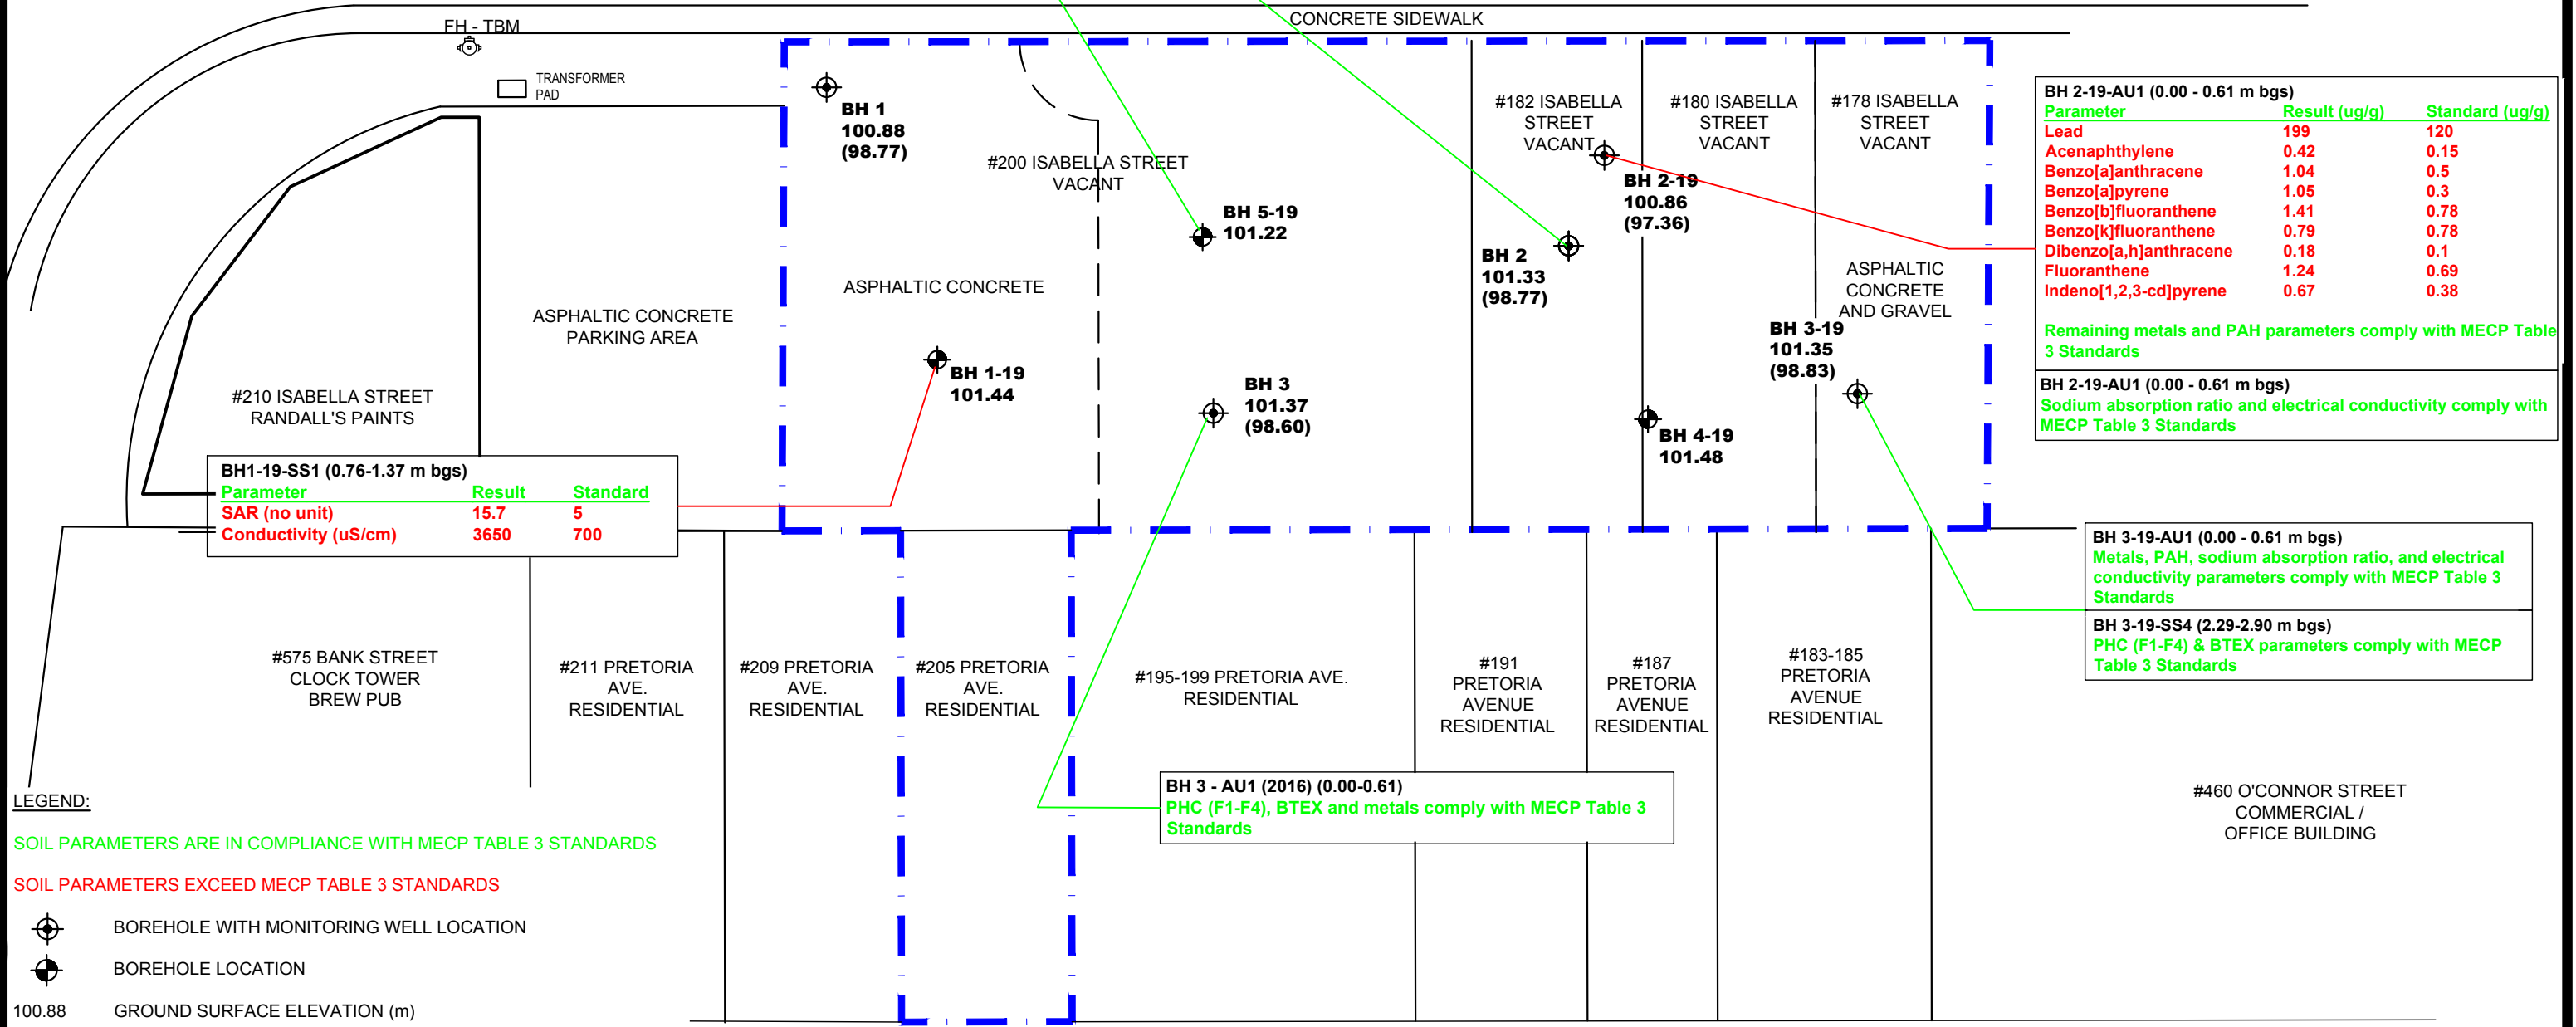 CONCRETE SIDEWALK
FH - TBM
TRANSFORMER
PAD
BH 1
100.88
(98.77)
#200 ISABELLA STREET
VACANT
#182 ISABELLA
STREET
VACANT
#180 ISABELLA
STREET
VACANT
#178 ISABELLA
STREET
VACANT
BH 2-19-AU1 (0.00 - 0.61 m bgs)
Parameter Result (ug/g) Standard (ug/g)
Lead 199 120
Acenaphthylene 0.42 0.15
Benzo[a]anthracene 1.04 0.5
Benzo[a]pyrene 1.05 0.3
Benzo[b]fluoranthene 1.41 0.78
Benzo[k]fluoranthene 0.79 0.78
Dibenzo[a,h]anthracene 0.18 0.1
Fluoranthene 1.24 0.69
Indeno[1,2,3-cd]pyrene 0.67 0.38
Remaining metals and PAH parameters comply with MECP Table
3 Standards
BH 2-19-AU1 (0.00 - 0.61 m bgs)
Sodium absorption ratio and electrical conductivity comply with
MECP Table 3 Standards
BH 5-19
101.22
BH 2-19
100.86
(97.36)
BH 2
101.33
(98.77)
ASPHALTIC CONCRETE
ASPHALTIC CONCRETE
PARKING AREA
ASPHALTIC
CONCRETE
AND GRAVEL
BH 3-19
101.35
(98.83)
BH 1-19
101.44
BH 3
101.37
(98.60)
BH 4-19
101.48
#210 ISABELLA STREET
RANDALL'S PAINTS
BH1-19-SS1 (0.76-1.37 m bgs)
Parameter Result Standard
SAR (no unit) 15.7 5
Conductivity (uS/cm) 3650 700
BH 3-19-AU1 (0.00 - 0.61 m bgs)
Metals, PAH, sodium absorption ratio, and electrical
conductivity parameters comply with MECP Table 3
Standards
BH 3-19-SS4 (2.29-2.90 m bgs)
PHC (F1-F4) & BTEX parameters comply with MECP
Table 3 Standards
#575 BANK STREET
CLOCK TOWER
BREW PUB
#211 PRETORIA
AVE.
RESIDENTIAL
#209 PRETORIA
AVE.
RESIDENTIAL
#205 PRETORIA
AVE.
RESIDENTIAL
#195-199 PRETORIA AVE.
RESIDENTIAL
#191
PRETORIA
AVENUE
RESIDENTIAL
#187
PRETORIA
AVENUE
RESIDENTIAL
#183-185
PRETORIA
AVENUE
RESIDENTIAL
BH 3 - AU1 (2016) (0.00-0.61)
PHC (F1-F4), BTEX and metals comply with MECP Table 3
Standards
#460 O'CONNOR STREET
COMMERCIAL /
OFFICE BUILDING
LEGEND:
SOIL PARAMETERS ARE IN COMPLIANCE WITH MECP TABLE 3 STANDARDS
SOIL PARAMETERS EXCEED MECP TABLE 3 STANDARDS
BOREHOLE WITH MONITORING WELL LOCATION
BOREHOLE LOCATION
100.88 GROUND SURFACE ELEVATION (m)